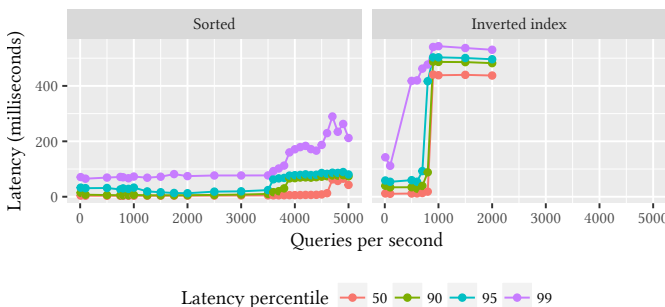 Sorted
Inverted index
Latency (milliseconds)
400
200
0
0 1000 2000 3000 4000 5000
0 1000 2000 3000 4000 5000
Queries per second
Latency percentile 50 90 95 99